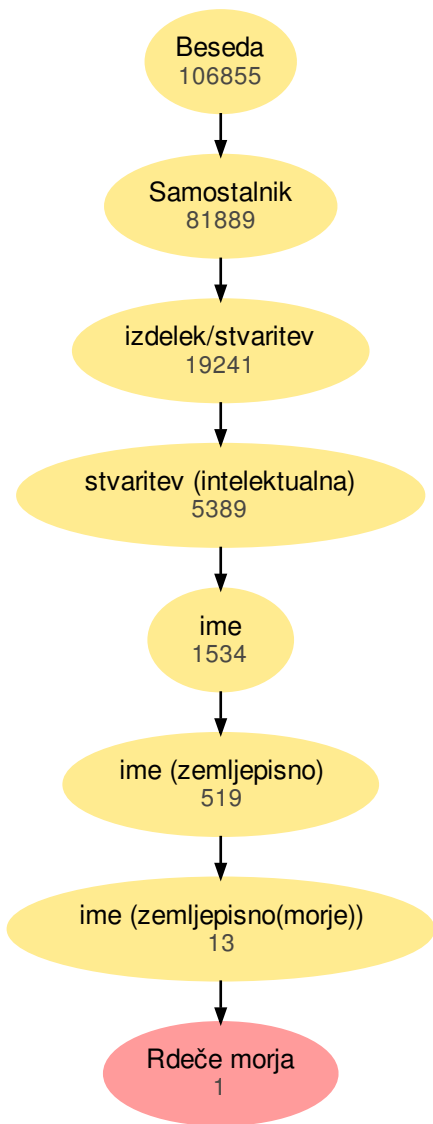 Beseda
106855
Samostalnik
81889
izdelek/stvaritev
19241
stvaritev (intelektualna)
5389
ime
1534
ime (zemljepisno)
519
ime (zemljepisno(morje))
13
Rdeče morja
1